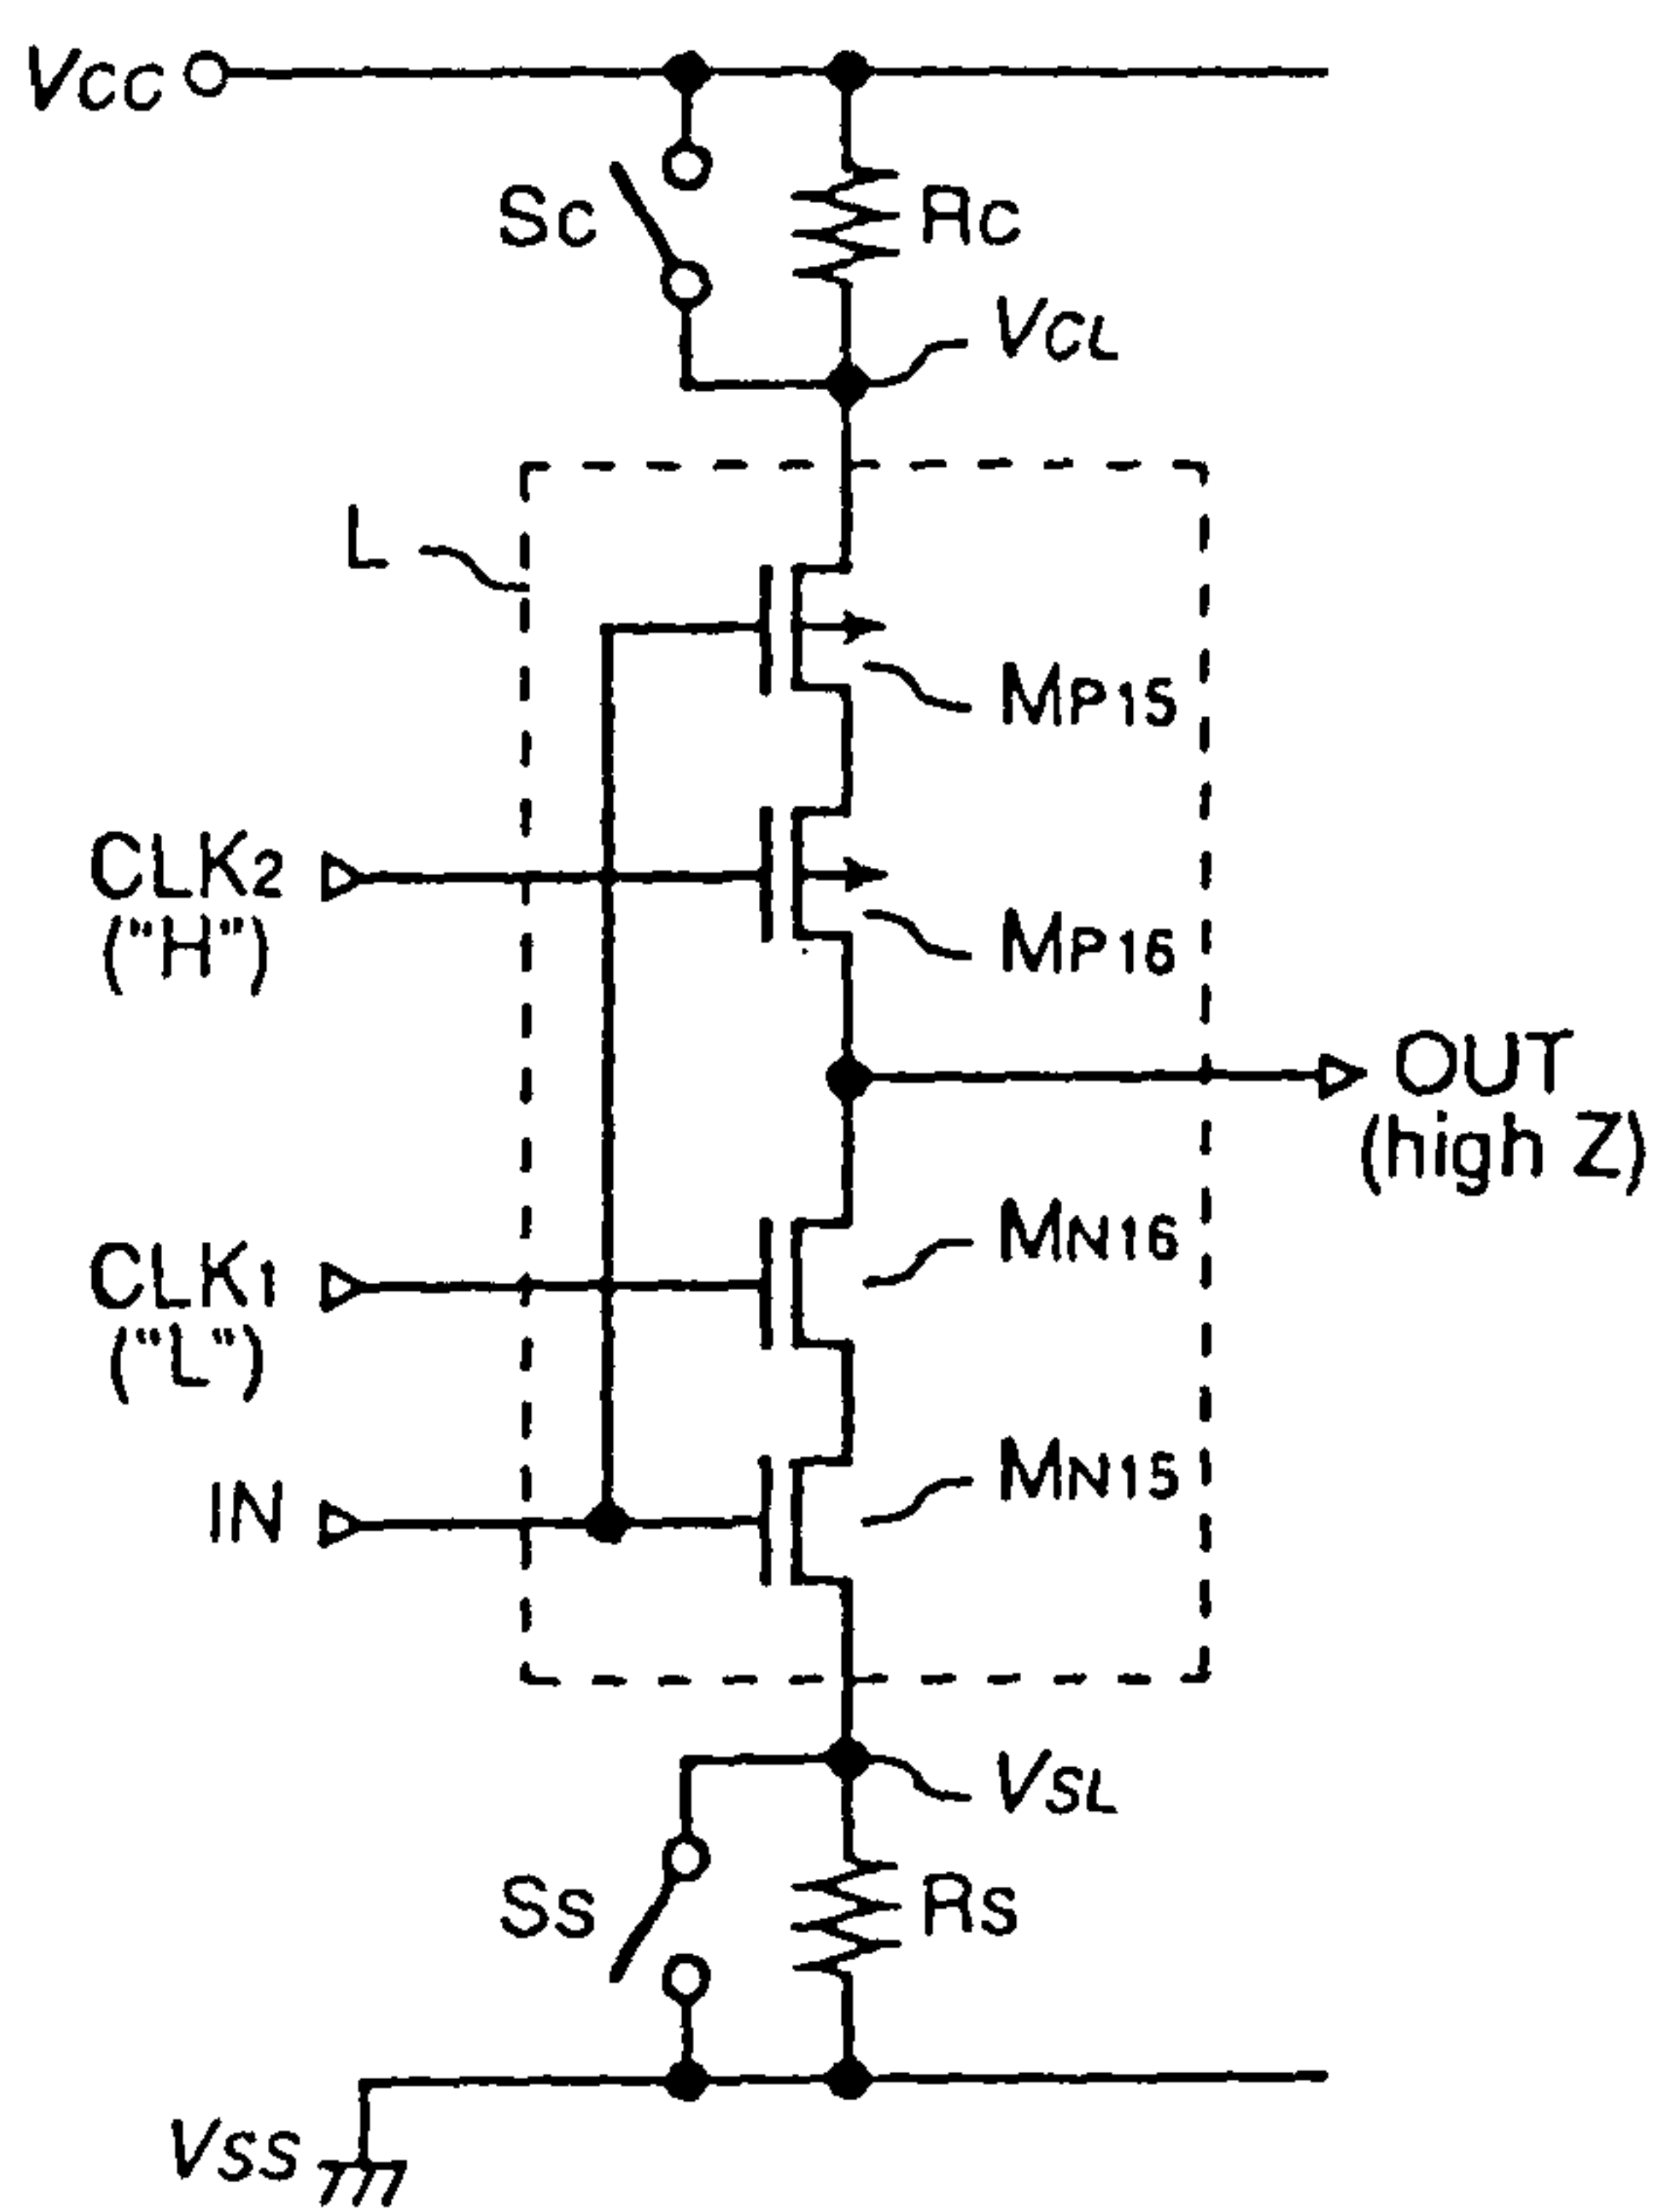 VCC
SC
RC
VCL
L
MP15
CLK2
("H")
MP16
OUT
(high Z)
MN16
CLK1
("L")
MN15
IN
VSL
SS
RS
VSS